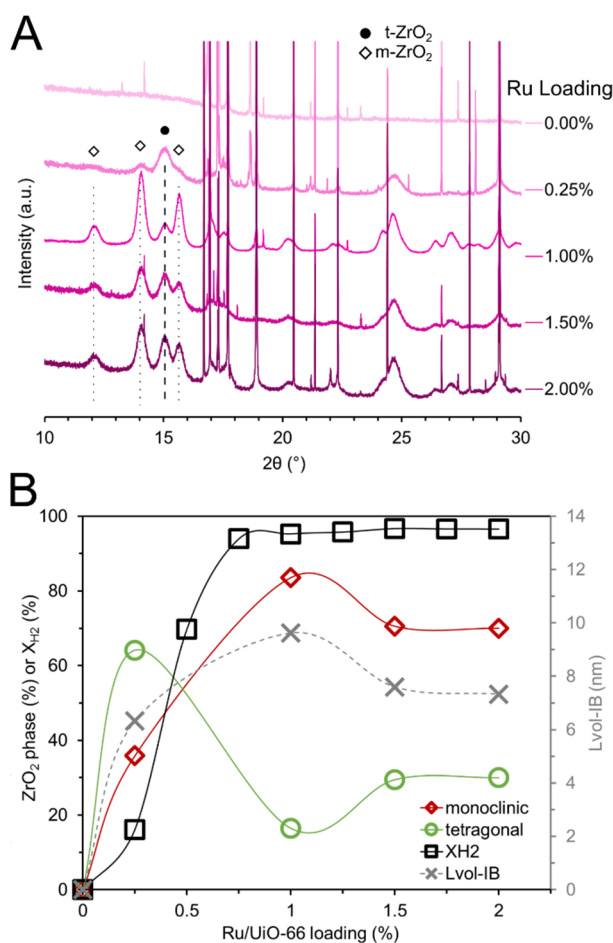 A
● t-ZrO₂
◇ m-ZrO₂
Ru Loading
0.00%
0.25%
1.00%
1.50%
2.00%
Intensity (a.u.)
10 15 20 25 30
2θ (°)
B
100
80
60
40
20
0
ZrO₂ phase (%) or X_H2 (%)
14
12
10
8
6
4
2
0
Lvol-IB (nm)
monoclinic
tetragonal
XH2
Lvol-IB
0 0.5 1 1.5 2
Ru/UiO-66 loading (%)